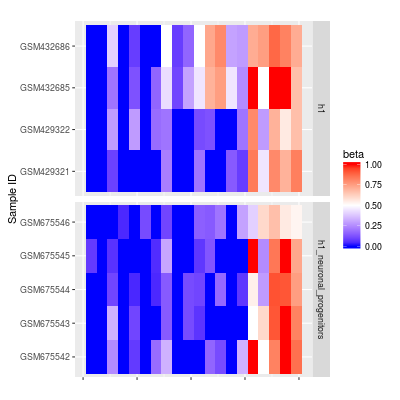 GSM432686
GSM432685
GSM429322
GSM429321
h1
GSM675546
GSM675545
GSM675544
GSM675543
GSM675542
h1_neuronal_progenitors
Sample ID
beta
1.00
0.75
0.50
0.25
0.00